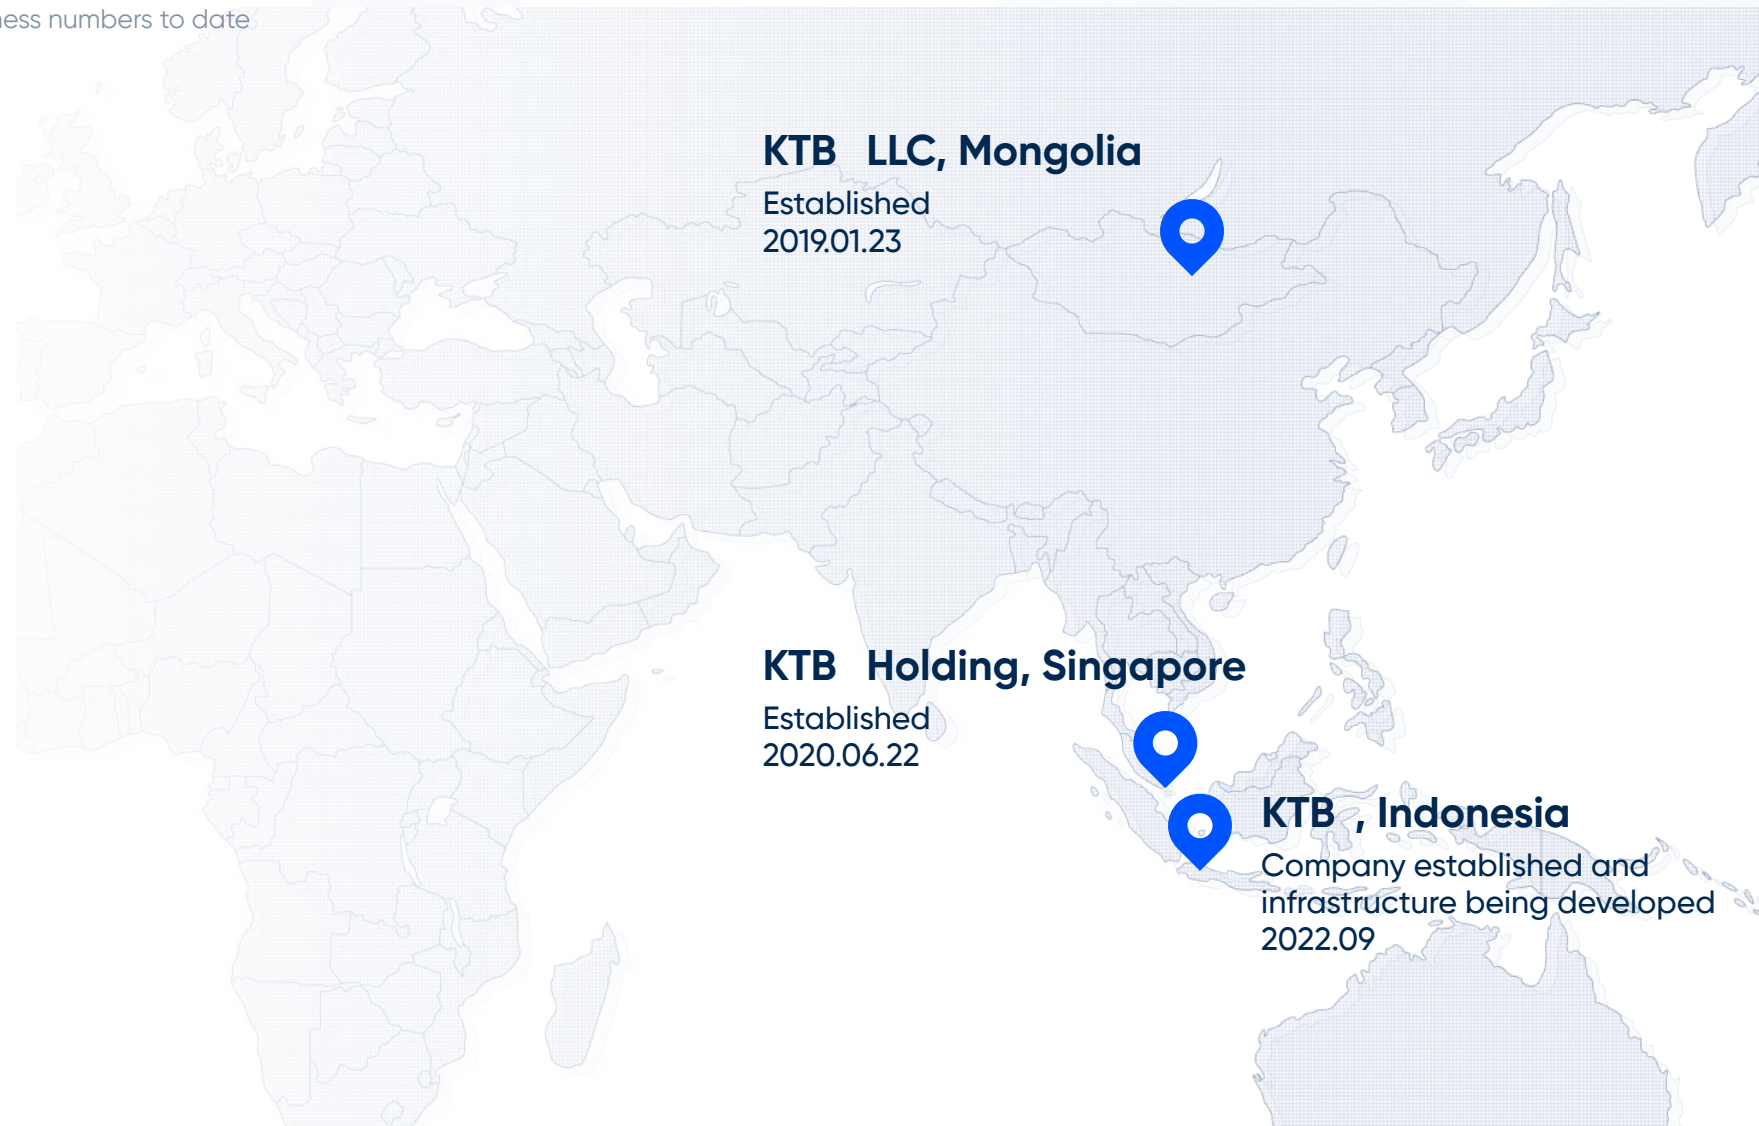 ness numbers to date
KTB LLC, Mongolia
Established
2019.01.23
KTB Holding, Singapore
Established
2020.06.22
KTB , Indonesia
Company established and
infrastructure being developed
2022.09